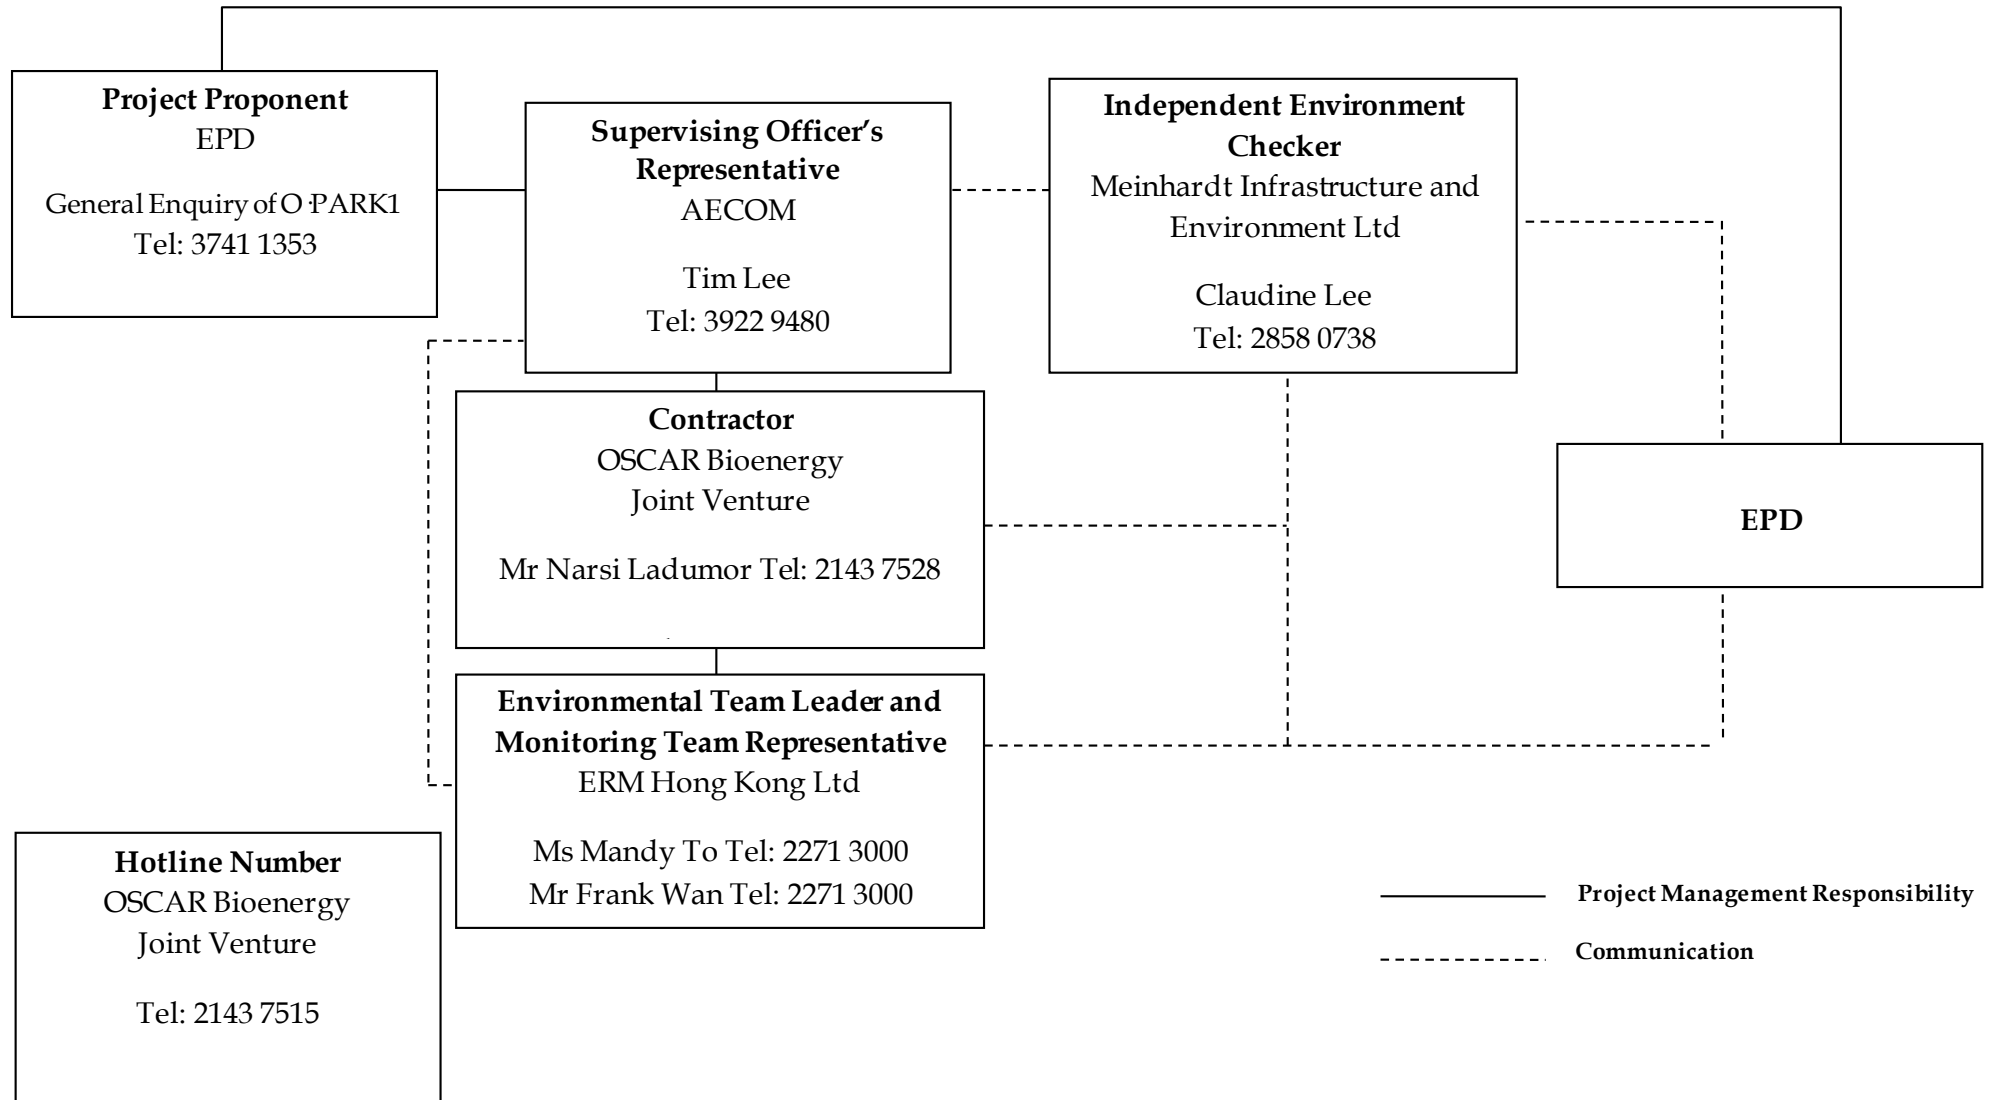 Project Proponent
EPD
General Enquiry of O·PARK1
Tel: 3741 1353
Supervising Officer’s
Representative
AECOM
Tim Lee
Tel: 3922 9480
Independent Environment
Checker
Meinhardt Infrastructure and
Environment Ltd
Claudine Lee
Tel: 2858 0738
Contractor
OSCAR Bioenergy
Joint Venture
Mr Narsi Ladumor Tel: 2143 7528
EPD
Environmental Team Leader and
Monitoring Team Representative
ERM Hong Kong Ltd
Ms Mandy To Tel: 2271 3000
Mr Frank Wan Tel: 2271 3000
Hotline Number
OSCAR Bioenergy
Joint Venture
Tel: 2143 7515
Project Management Responsibility
Communication